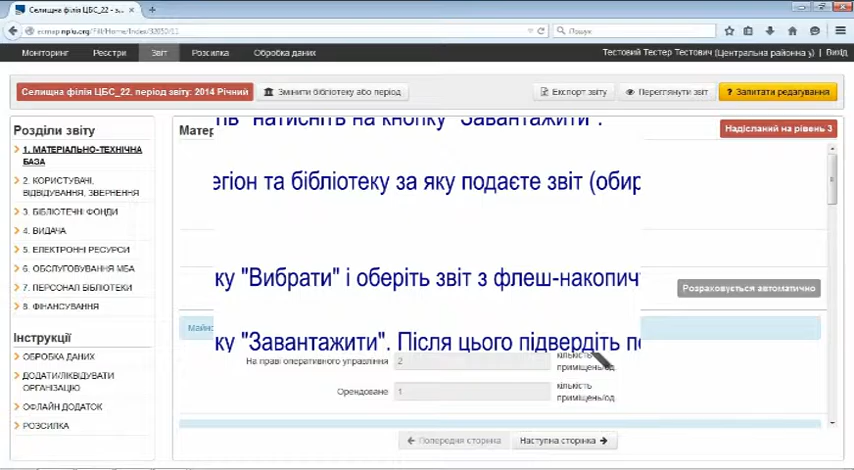 Селищна філія ЦБС_22 - з...
Пошук
Моніторинг Реєстри Звіт Розсилка Обробка даних Тестовий Тестер Тестович (Центральна районна у) Вихід
Селищна філія ЦБС_22, період звіту: 2014 Річний Змінити бібліотеку або період Експорт звіту Переглянути звіт ? Запитати редагування
Розділи звіту
1. МАТЕРІАЛЬНО-ТЕХНІЧНА
БАЗА
2. КОРИСТУВАЧІ,
ВІДВІДУВАННЯ, ЗВЕРНЕННЯ
3. БІБЛІОТЕЧНІ ФОНДИ
4. ВИДАЧА
5. ЕЛЕКТРОННІ РЕСУРСИ
6. ОБСЛУГОВУВАННЯ МБА
7. ПЕРСОНАЛ БІБЛІОТЕКИ
8. ФІНАНСУВАННЯ
Інструкції
ОБРОБКА ДАНИХ
ДОДАТИ/ЛІКВІДУВАТИ
ОРГАНІЗАЦІЮ
ОФЛАЙН ДОДАТОК
РОЗСИЛКА
Матер
Надісланий на рівень 3
натисніть на кнопку "Завантажити".
егіон та бібліотеку за яку подаєте звіт (обир
ку "Вибрати" і оберіть звіт з флеш-накопич
Розраховується автоматично
Майн
ку "Завантажити". Після цього підвердіть п
На праві оперативного управління 2 кількість
приміщень/од
Орендоване 1 кількість
приміщень/од
Попередня сторінка Наступна сторінка